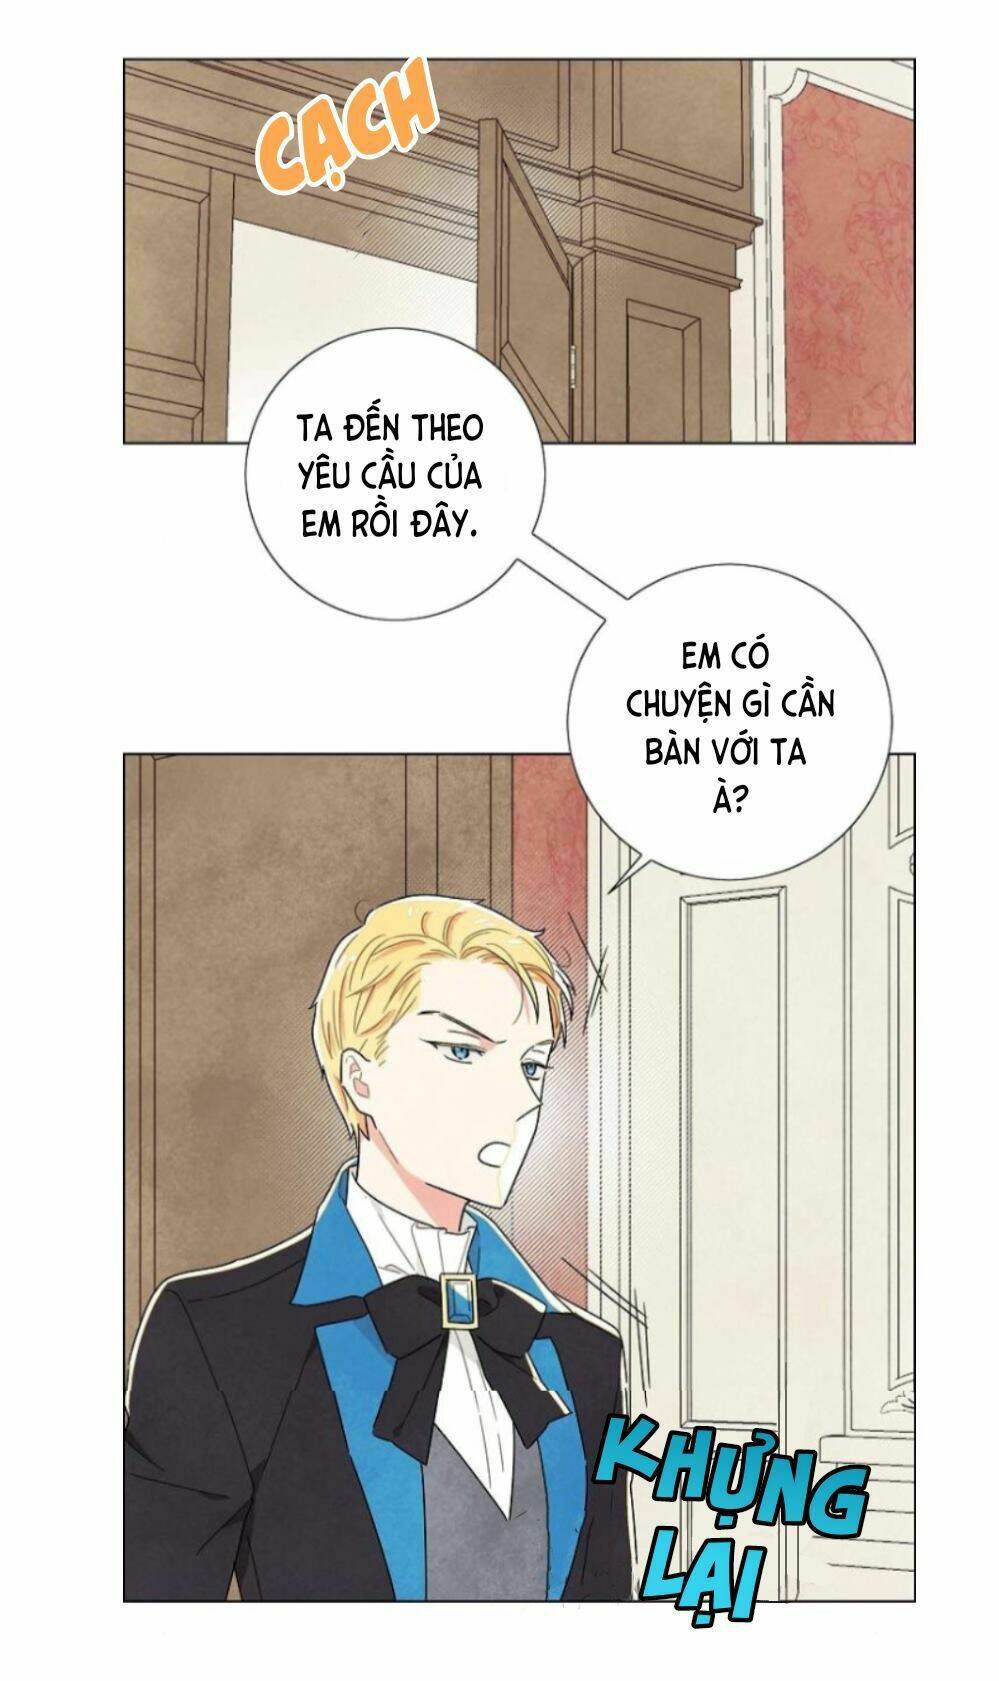 CẠCH
TA ĐẾN THEO
YÊU CẦU CỦA
EM RỒI ĐÂY.
EM CÓ
CHUYỆN GÌ CẦN
BÀN VỚI TA
À?
KHỰNG
LẠI